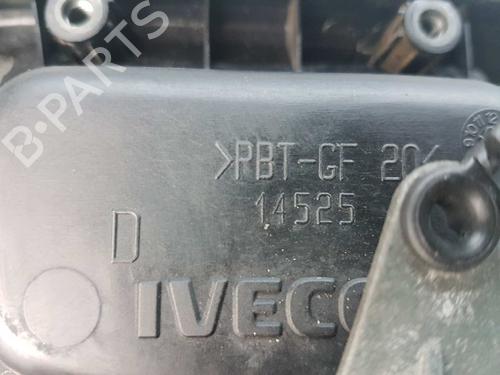 B-PARTS
>PBT-GF 20<
14525
D
IVECO